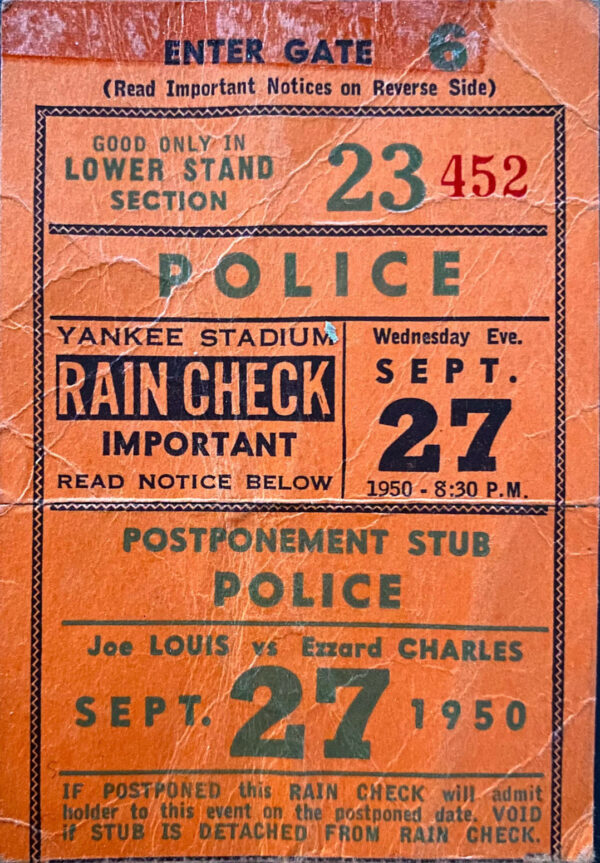 ENTER GATE 6
(Read Important Notices on Reverse Side)
GOOD ONLY IN
LOWER STAND
SECTION
23 452
POLICE
YANKEE STADIUM
RAIN CHECK
IMPORTANT
READ NOTICE BELOW
Wednesday Eve.
SEPT.
27
1950 - 8:30 P.M.
POSTPONEMENT STUB
POLICE
Joe LOUIS vs Ezzard CHARLES
SEPT. 27 1950
IF POSTPONED this RAIN CHECK will admit
holder to this event on the postponed date. VOID
if STUB IS DETACHED FROM RAIN CHECK.